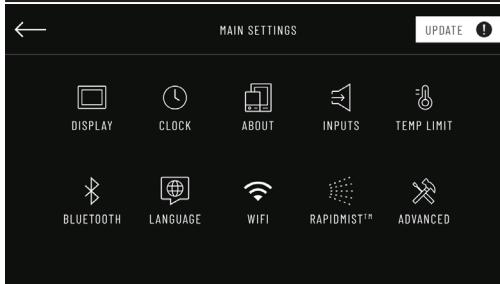 MAIN SETTINGS
UPDATE !
DISPLAY CLOCK ABOUT INPUTS TEMP LIMIT
BLUETOOTH LANGUAGE WIFI RAPIDMIST™ ADVANCED